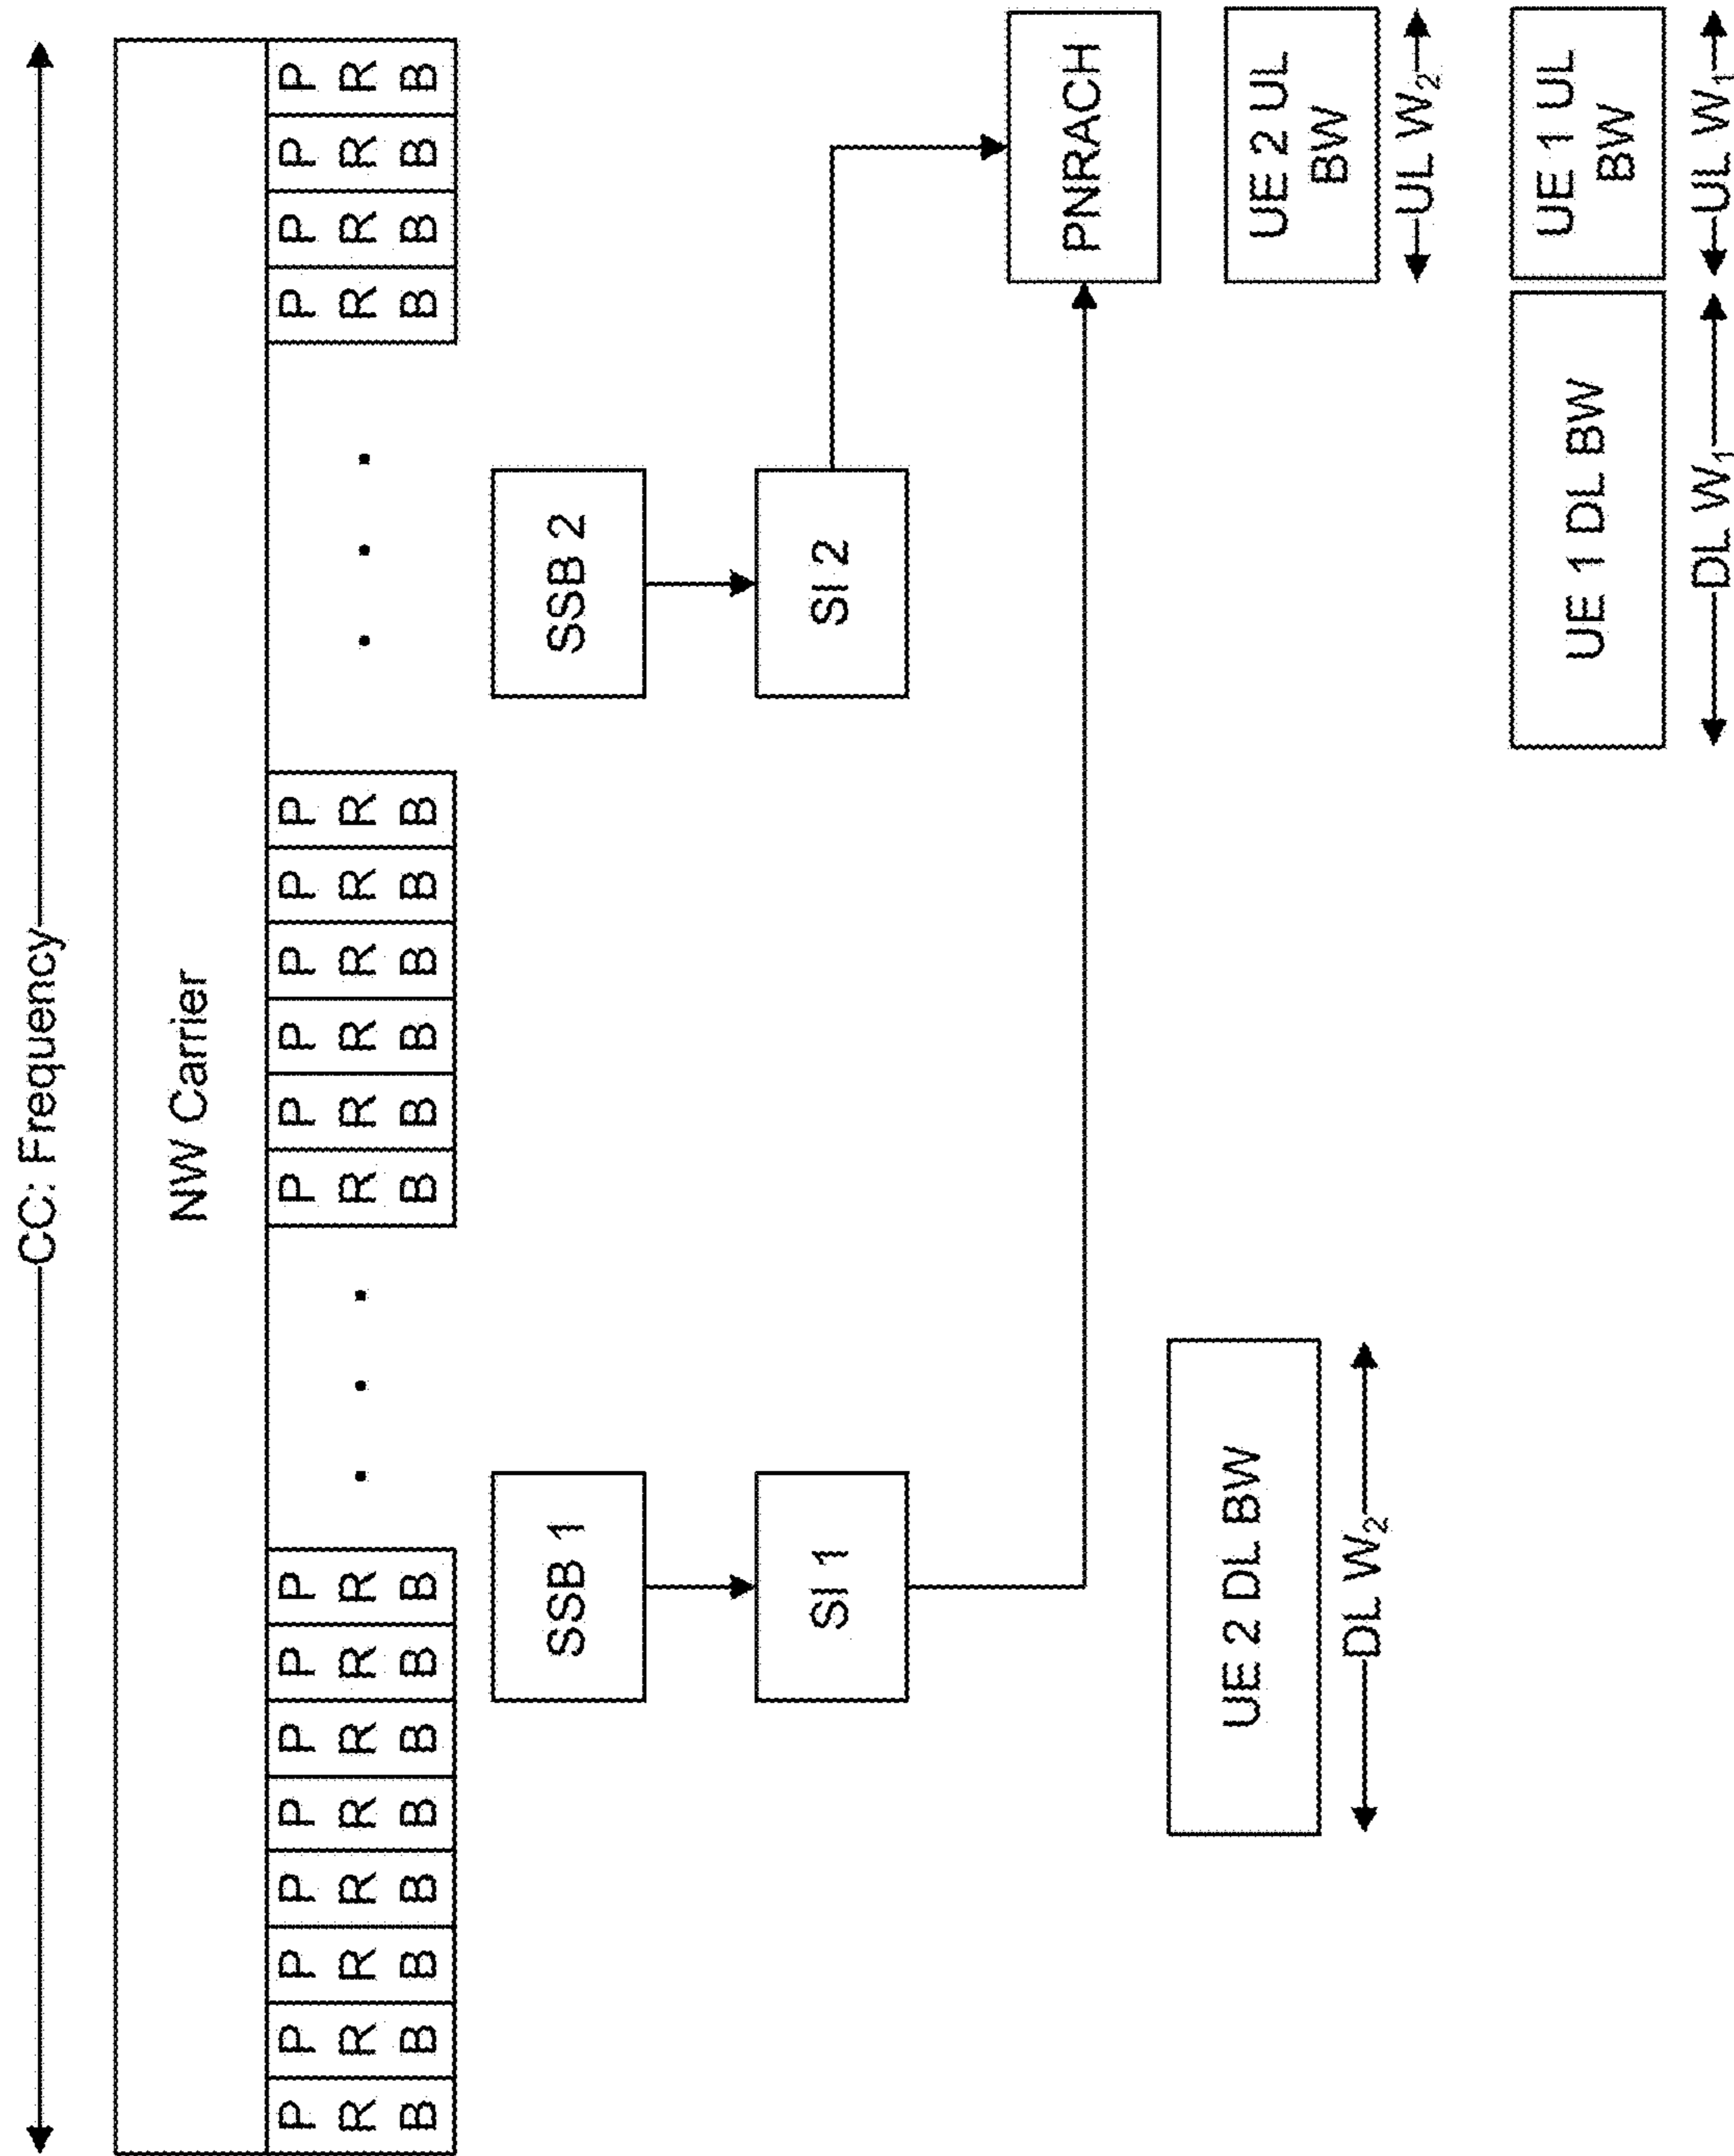 CC: Frequency
NW Carrier
PRB PRB PRB PRB PRB PRB PRB PRB . . . PRB PRB PRB PRB PRB PRB . . . PRB PRB PRB PRB
SSB 1
SSB 2
SI 1
SI 2
PNRACH
UE 2 DL BW
DL W₂
UE 2 UL
BW
UL W₂
UE 1 DL BW
DL W₁
UE 1 UL
BW
UL W₁